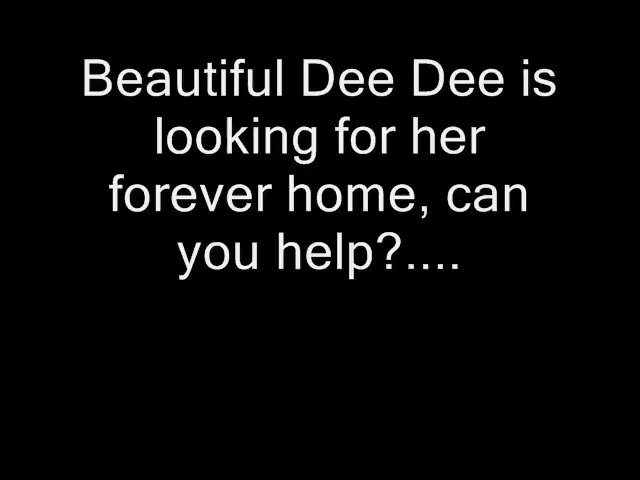 Beautiful Dee Dee is
looking for her
forever home, can
you help?....